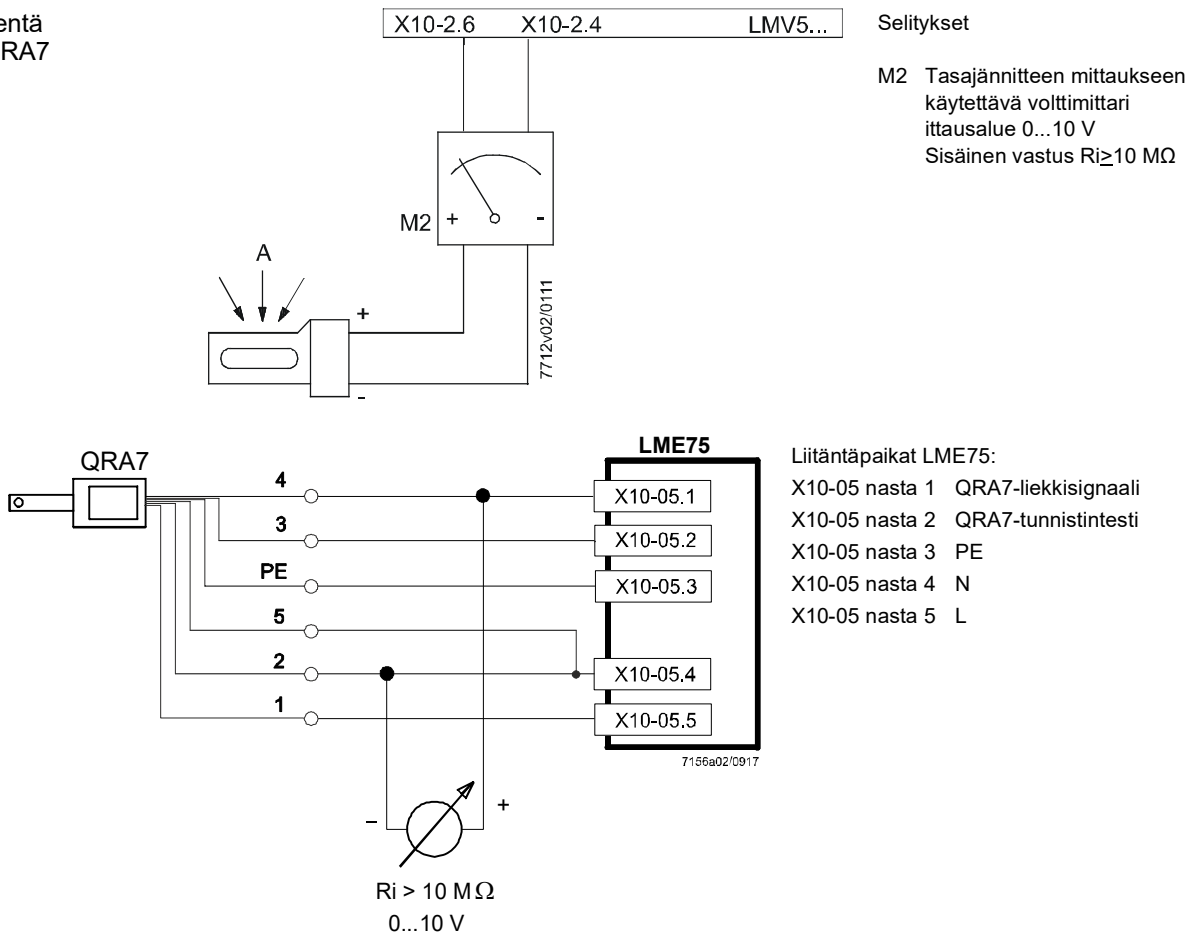 entä
RA7
X10-2.6 X10-2.4 LMV5...
Selitykset
M2 Tasajännitteen mittaukseen
käytettävä volttimittari
ittausalue 0...10 V
Sisäinen vastus Ri≥10 MΩ
M2
+ -
A
+
-
7712v02/0111
QRA7
LME75
4
X10-05.1
3
X10-05.2
PE
X10-05.3
5
2
X10-05.4
1
X10-05.5
7156a02/0917
– +
Ri > 10 MΩ
0...10 V
Liitäntäpaikat LME75:
X10-05 nasta 1 QRA7-liekkisignaali
X10-05 nasta 2 QRA7-tunnistintesti
X10-05 nasta 3 PE
X10-05 nasta 4 N
X10-05 nasta 5 L